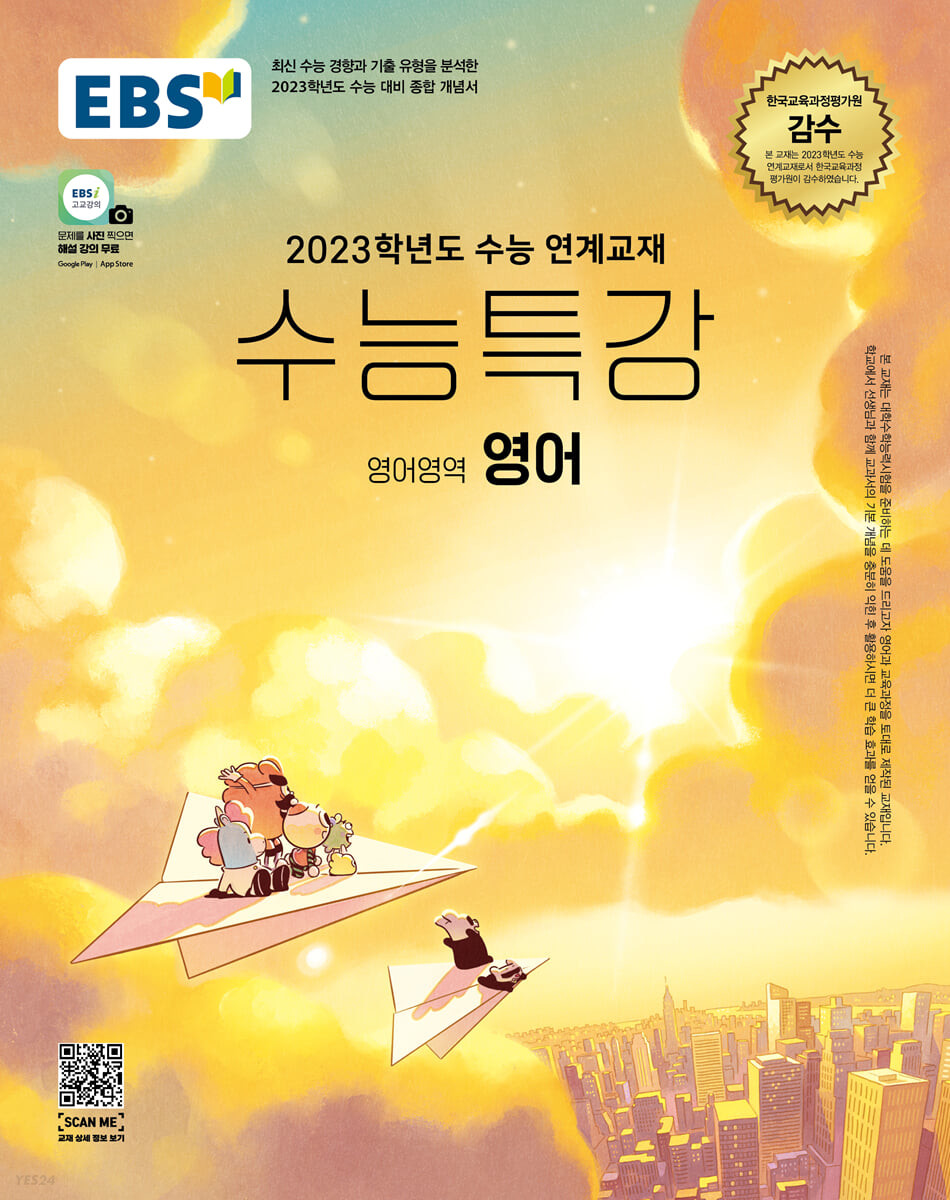 EBS
최신 수능 경향과 기출 유형을 분석한
2023학년도 수능 대비 종합 개념서
한국교육과정평가원
감수
본 교재는 2023학년도 수능
연계교재로서 한국교육과정
평가원이 감수하였습니다.
EBSi
고교강의
문제를 사진 찍으면
해설 강의 무료
Google Play | App Store
2023학년도 수능 연계교재
수능특강
영어영역 영어
본 교재는 대학수학능력시험을 준비하는 데 도움을 드리고자 영어과 교육과정을 토대로 제작된 교재입니다.
학교에서 선생님과 함께 교과서의 기본 개념을 충분히 익힌 후 활용하시면 더 큰 학습 효과를 얻을 수 있습니다.
SCAN ME
교재 상세 정보 보기
YES24